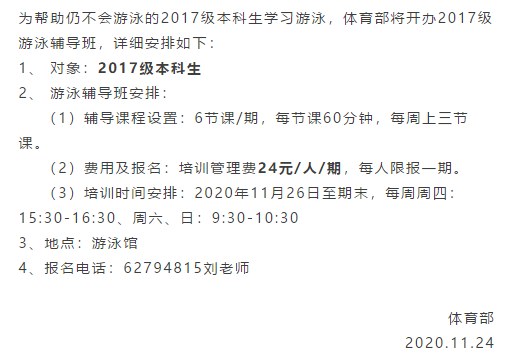 为帮助仍不会游泳的2017级本科生学习游泳，体育部将开办2017级
游泳辅导班，详细安排如下：
1、 对象：2017级本科生
2、 游泳辅导班安排：
（1）辅导课程设置：6节课/期，每节课60分钟，每周上三节
课。
（2）费用及报名：培训管理费24元/人/期，每人限报一期。
（3）培训时间安排：2020年11月26日至期末，每周周四：
15:30-16:30、周六、日：9:30-10:30
3、地点：游泳馆
4、报名电话：62794815刘老师
体育部
2020.11.24